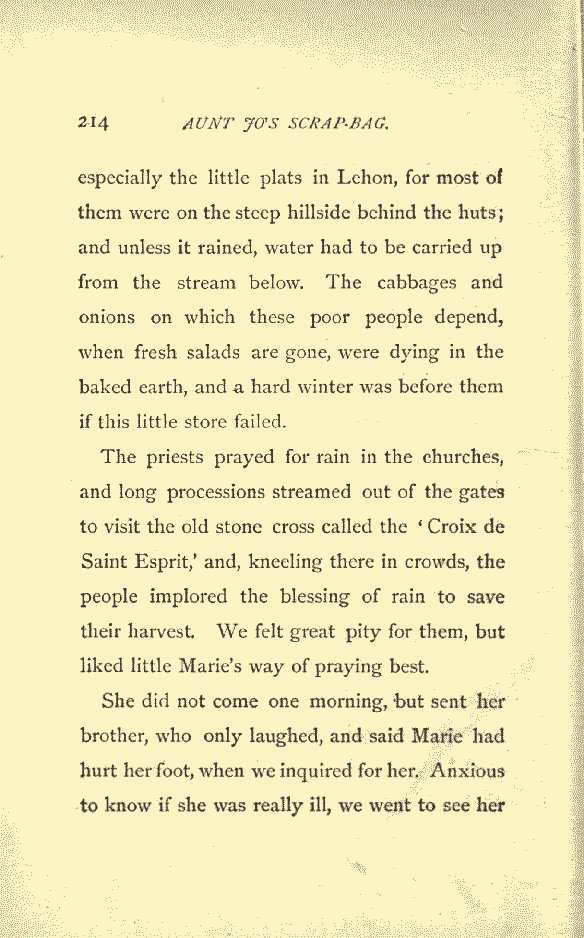 214 AUNT JO'S SCRAP-BAG.
especially the little plats in Lehon, for most of
them were on the steep hillside behind the huts;
and unless it rained, water had to be carried up
from the stream below. The cabbages and
onions on which these poor people depend,
when fresh salads are gone, were dying in the
baked earth, and a hard winter was before them
if this little store failed.
The priests prayed for rain in the churches,
and long processions streamed out of the gates
to visit the old stone cross called the ‘Croix de
Saint Esprit,’ and, kneeling there in crowds, the
people implored the blessing of rain to save
their harvest. We felt great pity for them, but
liked little Marie's way of praying best.
She did not come one morning, but sent her
brother, who only laughed, and said Marie had
hurt her foot, when we inquired for her. Anxious
to know if she was really ill, we went to see her